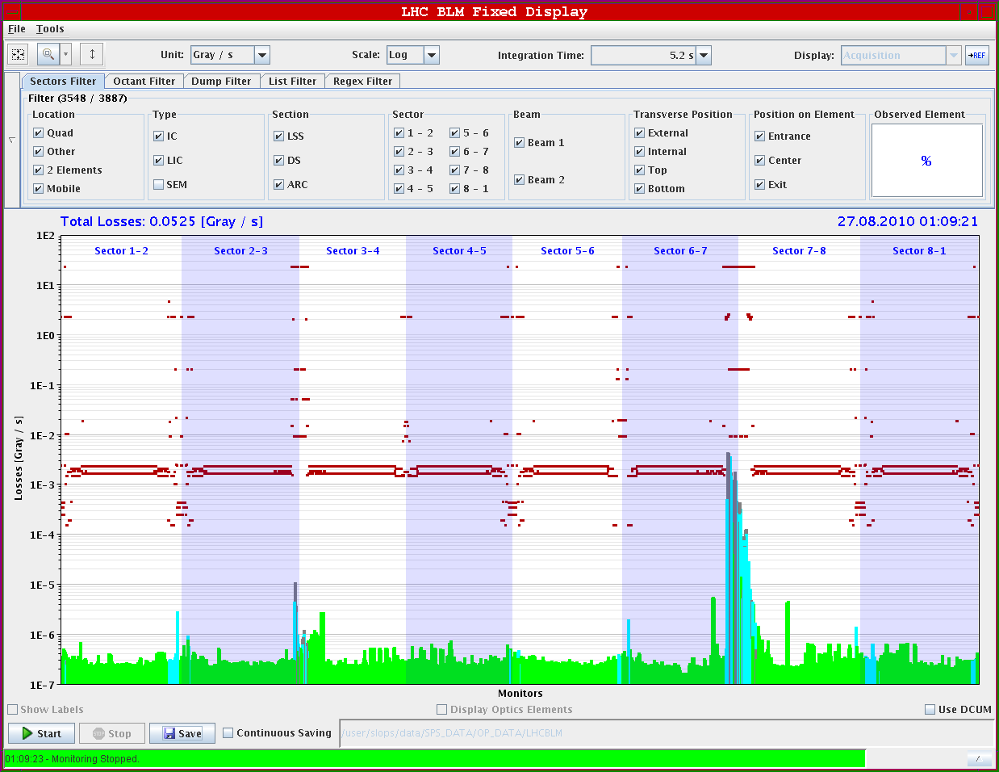 LHC BLM Fixed Display
File Tools
Unit: Gray / s Scale: Log Integration Time: 5.2 s Display: Acquisition →REF
Sectors Filter Octant Filter Dump Filter List Filter Regex Filter
Filter (3548 / 3887)
Location Type Section Sector Beam Transverse Position Position on Element Observed Element
Quad IC LSS 1 - 2 5 - 6 Beam 1 External Entrance %
Other LIC DS 2 - 3 6 - 7 Beam 2 Internal Center
2 Elements SEM ARC 3 - 4 7 - 8 Top Exit
Mobile 4 - 5 8 - 1 Bottom
Total Losses: 0.0525 [Gray / s] 27.08.2010 01:09:21
Sector 1-2 Sector 2-3 Sector 3-4 Sector 4-5 Sector 5-6 Sector 6-7 Sector 7-8 Sector 8-1
1E2
1E1
1E0
1E-1
1E-2
1E-3
1E-4
1E-5
1E-6
1E-7
Losses [Gray / s]
Monitors
Show Labels Display Optics Elements Use DCUM
Start STOP Stop Save Continuous Saving /user/slops/data/SPS_DATA/OP_DATA/LHCBLM
01:09:23 - Monitoring Stopped.